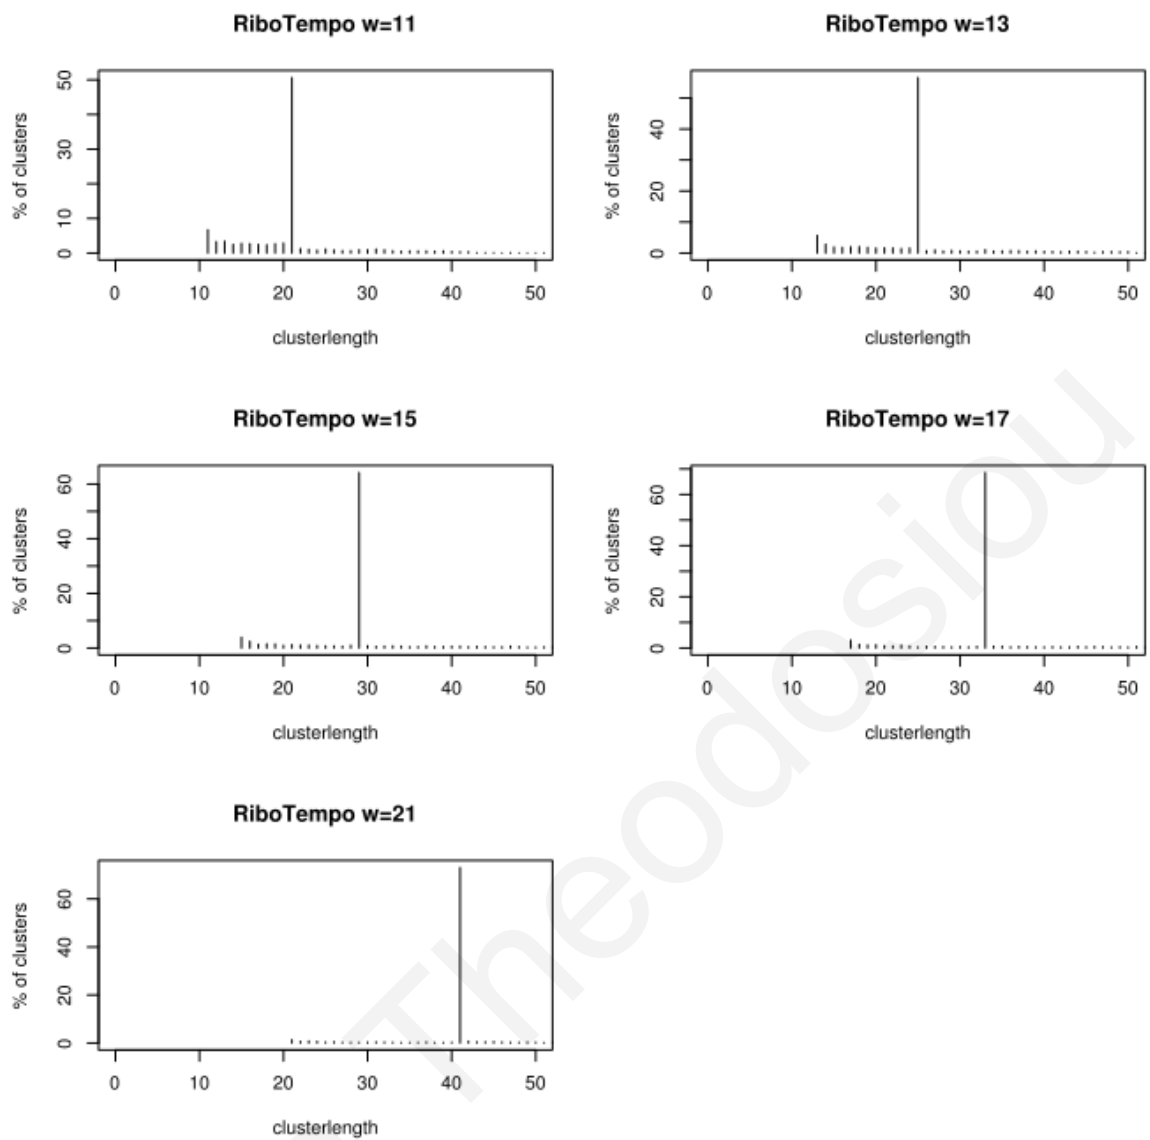 RiboTempo w=11
% of clusters
0 10 30 50
0 10 20 30 40 50
clusterlength
RiboTempo w=13
% of clusters
0 20 40
0 10 20 30 40 50
clusterlength
RiboTempo w=15
% of clusters
0 20 40 60
0 10 20 30 40 50
clusterlength
RiboTempo w=17
% of clusters
0 20 40 60
0 10 20 30 40 50
clusterlength
RiboTempo w=21
% of clusters
0 20 40 60
0 10 20 30 40 50
clusterlength
Theodosiou